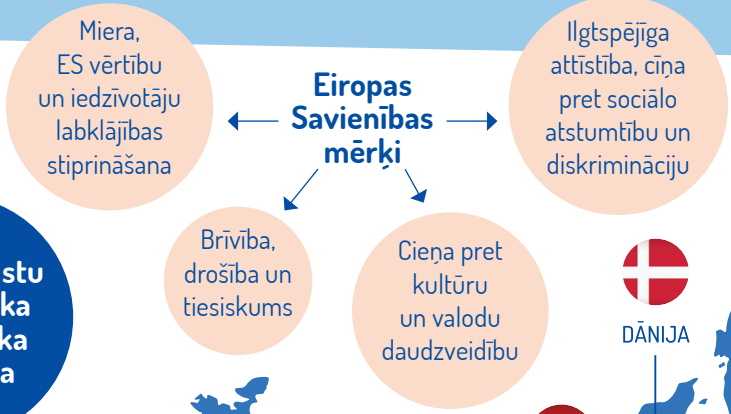 Miera,
ES vērtību
un iedzīvotāju
labklājības
stiprināšana
Eiropas
Savienības
mērķi
Ilgtspējīga
attīstība, cīņa
pret sociālo
atstumtību un
diskrimināciju
Brīvība,
drošība un
tiesiskums
Cieņa pret
kultūru
un valodu
daudzveidību
DĀNIJA